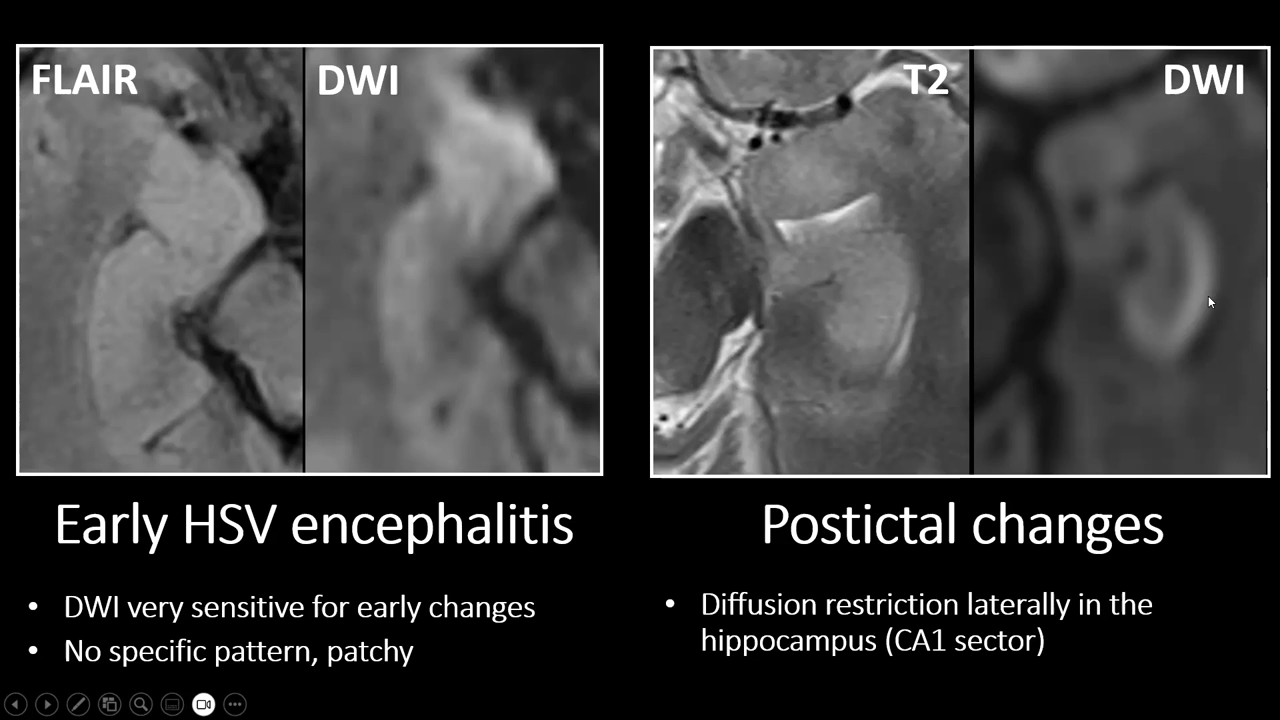 FLAIR
DWI
T2
DWI
Early HSV encephalitis
• DWI very sensitive for early changes
• No specific pattern, patchy
Postictal changes
• Diffusion restriction laterally in the
hippocampus (CA1 sector)